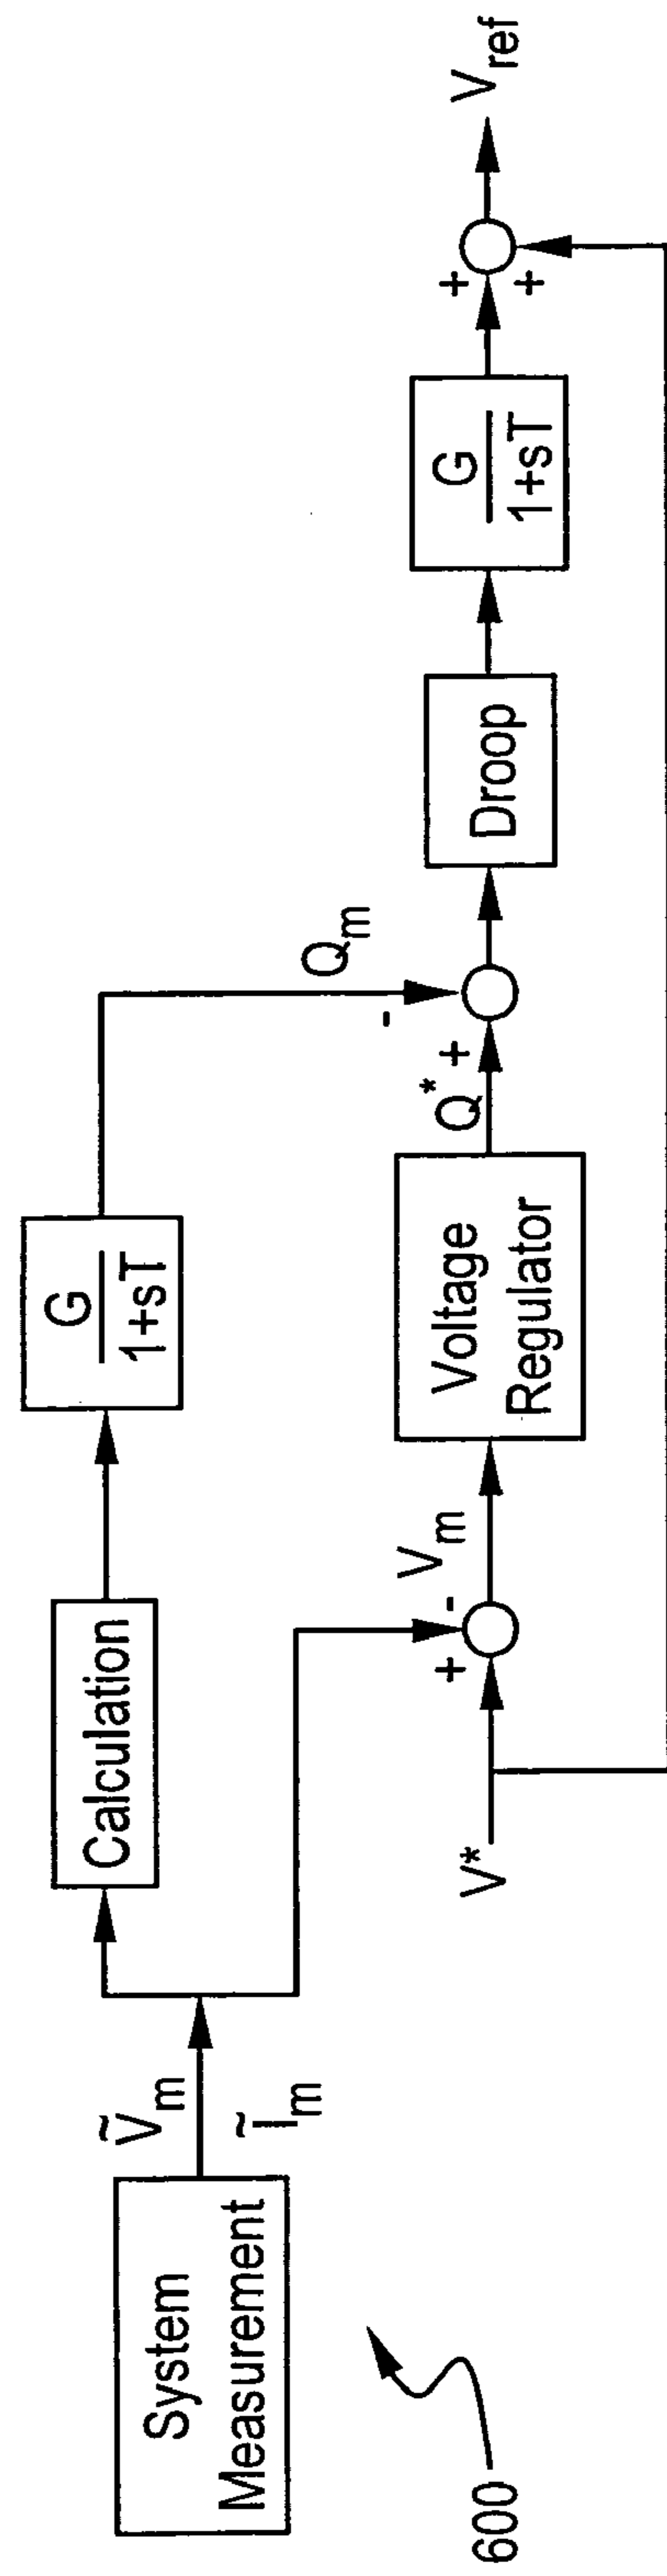 System
Measurement
Ṽm
Ĩm
Calculation
G
1+sT
Qm
-
V*
+
-
Vm
Voltage
Regulator
Q*
+
Droop
G
1+sT
+
+
Vref
600